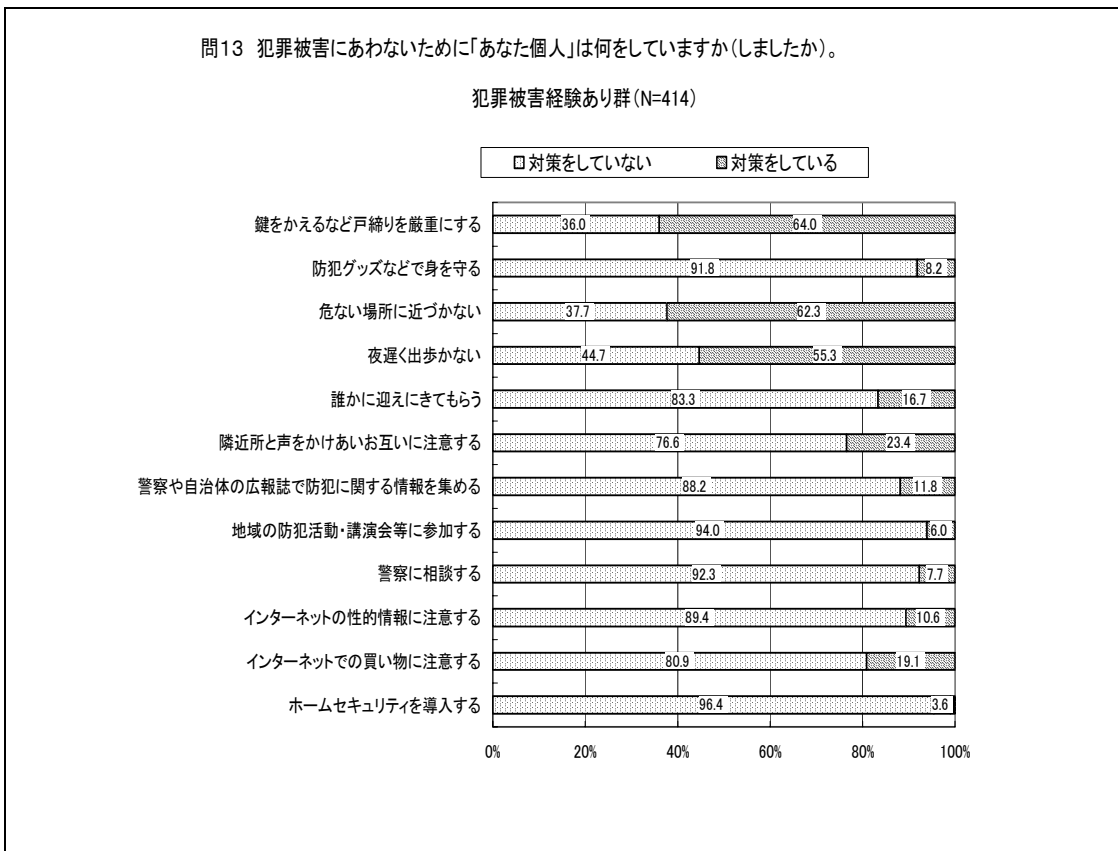 問13 犯罪被害にあわないために「あなた個人」は何をしていますか(しましたか)。
犯罪被害経験あり群(N=414)
対策をしていない 対策をしている
鍵をかえるなど戸締りを厳重にする 36.0 64.0
防犯グッズなどで身を守る 91.8 8.2
危ない場所に近づかない 37.7 62.3
夜遅く出歩かない 44.7 55.3
誰かに迎えにきてもらう 83.3 16.7
隣近所と声をかけあいお互いに注意する 76.6 23.4
警察や自治体の広報誌で防犯に関する情報を集める 88.2 11.8
地域の防犯活動・講演会等に参加する 94.0 6.0
警察に相談する 92.3 7.7
インターネットの性的情報に注意する 89.4 10.6
インターネットでの買い物に注意する 80.9 19.1
ホームセキュリティを導入する 96.4 3.6
0% 20% 40% 60% 80% 100%